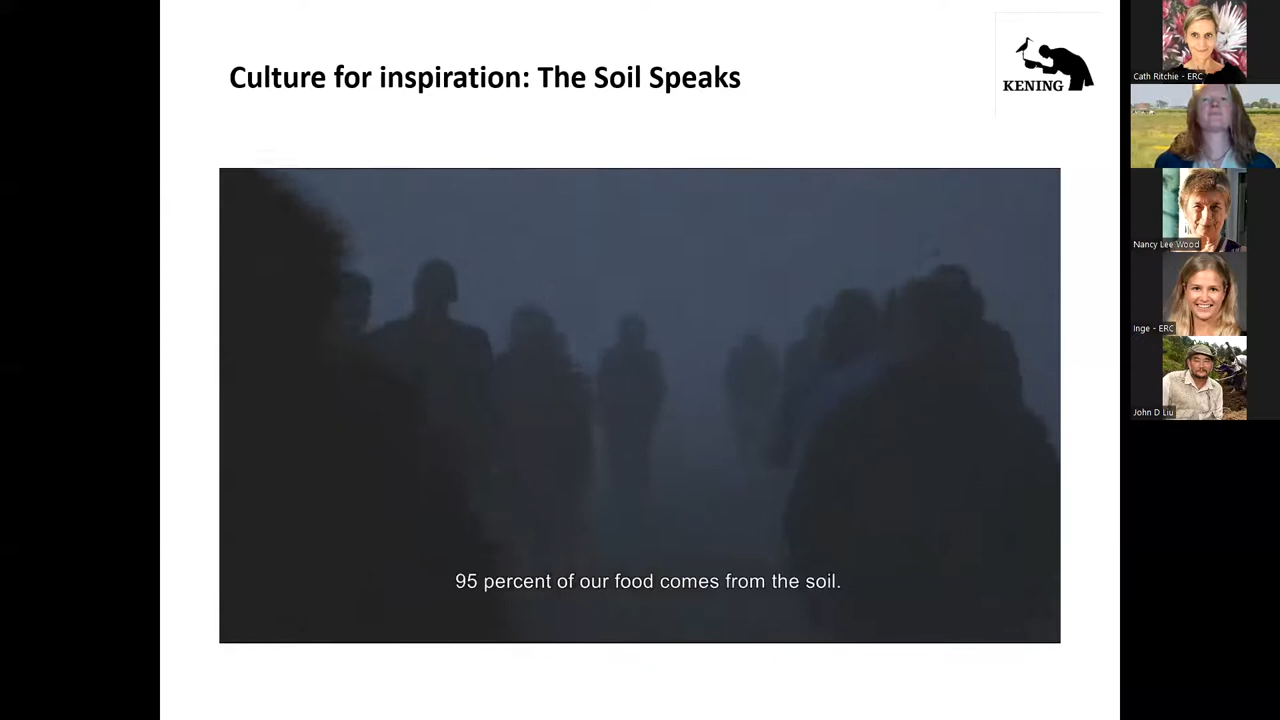 Culture for inspiration: The Soil Speaks
KENING
95 percent of our food comes from the soil.
Cath Ritchie - ERC
Nancy Lee Wood
Inge - ERC
John D Liu